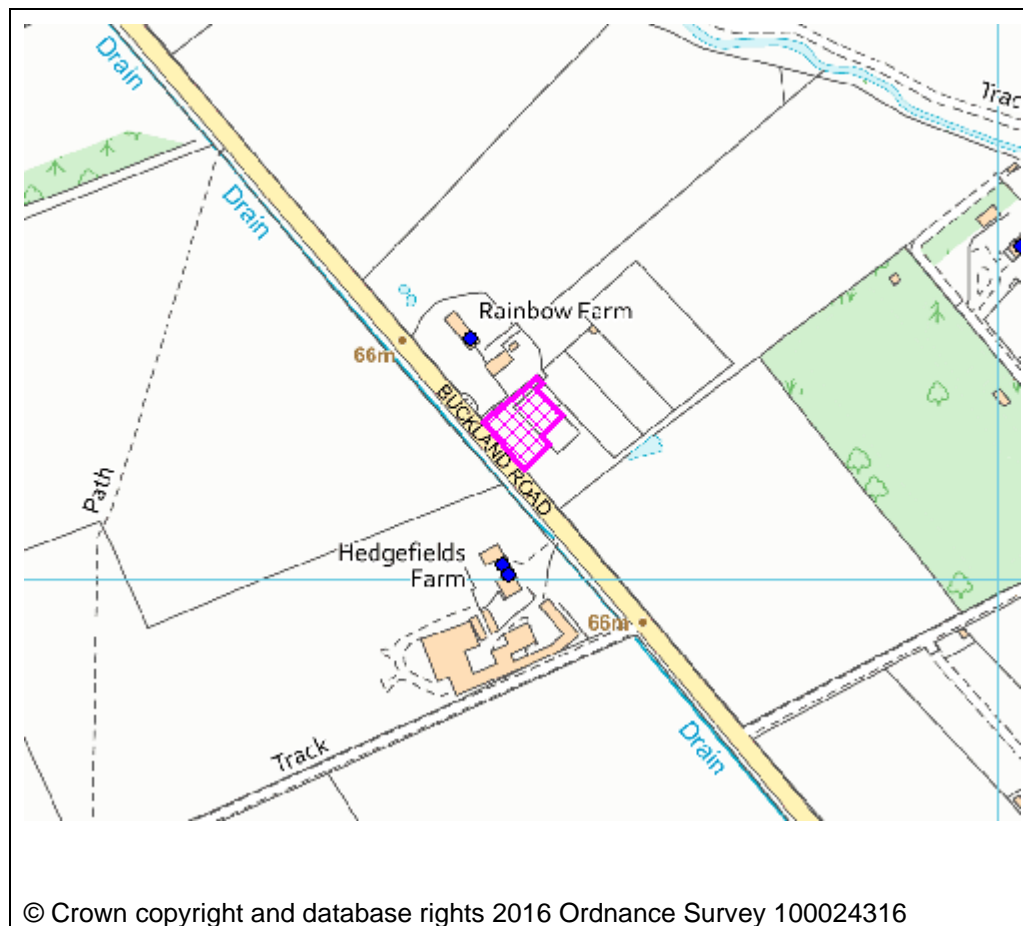 Drain
Trac
Drain
Rainbow Farm
66m
BUCKLAND ROAD
Path
Hedgefields
Farm
66m
Track
Drain
© Crown copyright and database rights 2016 Ordnance Survey 100024316